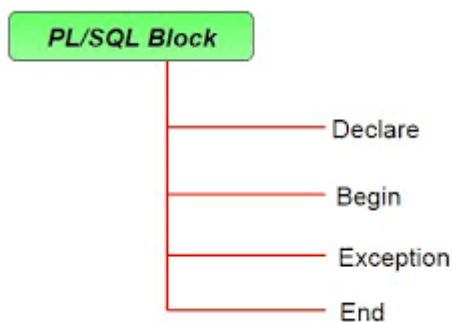 PL/SQL Block
Declare
Begin
Exception
End